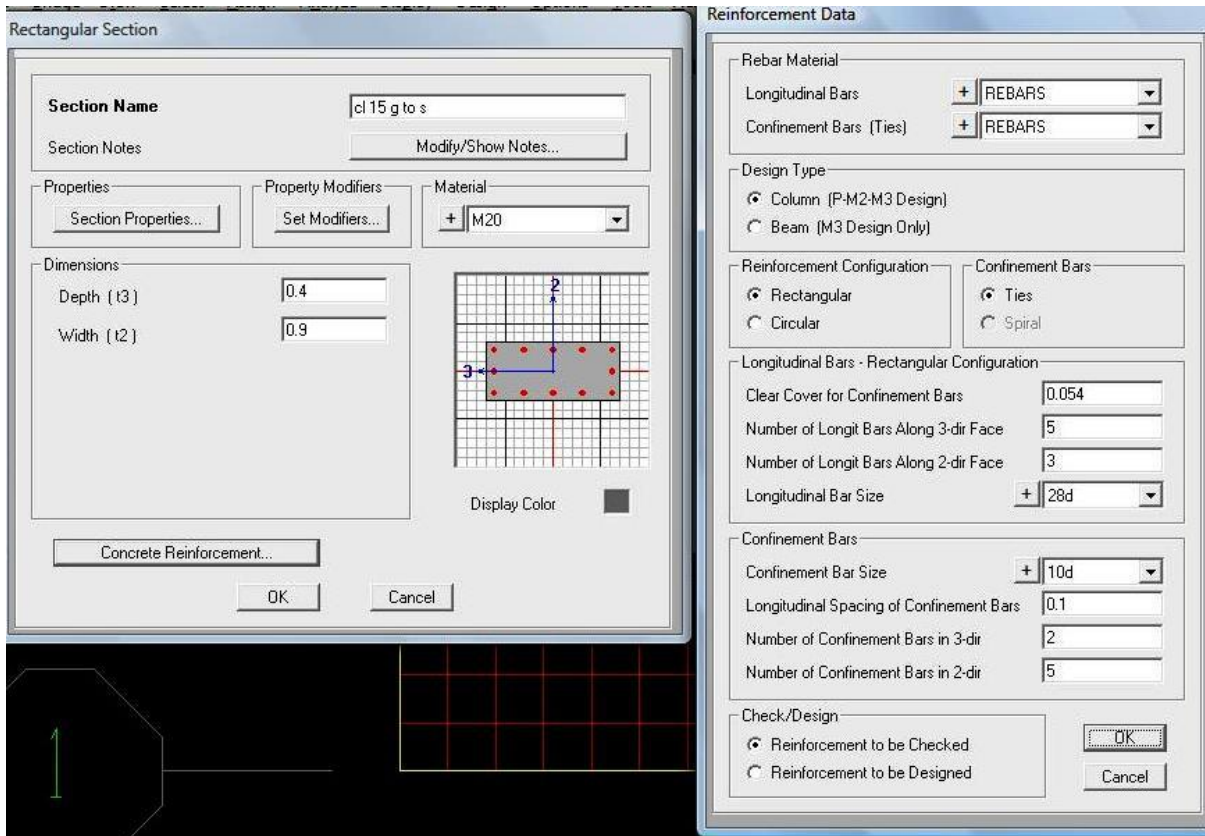 Rectangular Section
Section Name
cl 15 g to s
Section Notes
Modify/Show Notes...
Properties
Section Properties...
Property Modifiers
Set Modifiers...
Material
+ M20
Dimensions
Depth ( t3 )
0.4
Width ( t2 )
0.9
2
3
Display Color
Concrete Reinforcement...
OK
Cancel
1
Reinforcement Data
Rebar Material
Longitudinal Bars
+ REBARS
Confinement Bars (Ties)
+ REBARS
Design Type
Column (P-M2-M3 Design)
Beam (M3 Design Only)
Reinforcement Configuration
Rectangular
Circular
Confinement Bars
Ties
Spiral
Longitudinal Bars - Rectangular Configuration
Clear Cover for Confinement Bars
0.054
Number of Longit Bars Along 3-dir Face
5
Number of Longit Bars Along 2-dir Face
3
Longitudinal Bar Size
+ 28d
Confinement Bars
Confinement Bar Size
+ 10d
Longitudinal Spacing of Confinement Bars
0.1
Number of Confinement Bars in 3-dir
2
Number of Confinement Bars in 2-dir
5
Check/Design
Reinforcement to be Checked
Reinforcement to be Designed
OK
Cancel